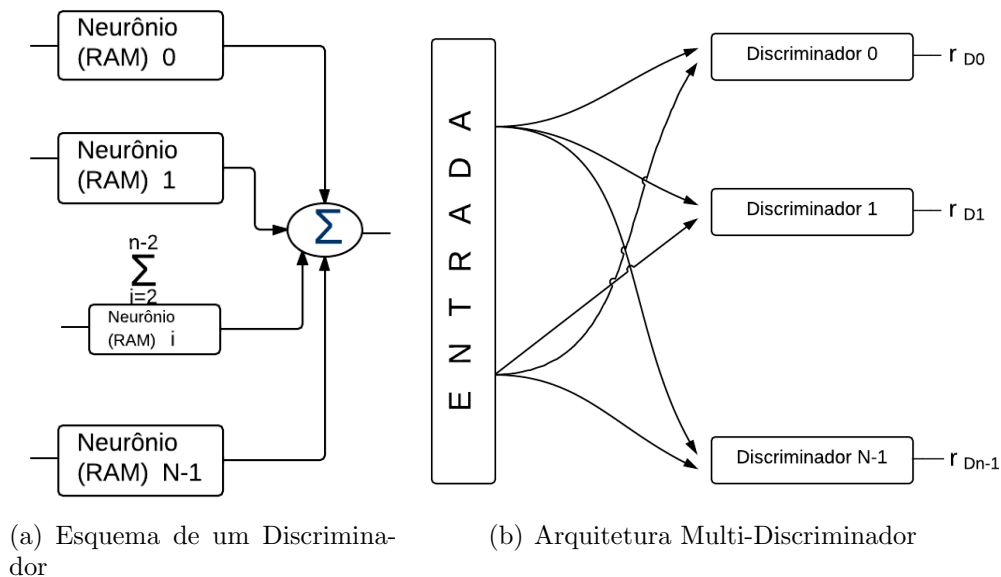 Neurônio
(RAM) 0
Neurônio
(RAM) 1
Σ
n-2
Σ
i=2
Neurônio
(RAM) i
Neurônio
(RAM) N-1
(a) Esquema de um Discrimina-
dor
ENTRADA
Discriminador 0
r D0
Discriminador 1
r D1
Discriminador N-1
r Dn-1
(b) Arquitetura Multi-Discriminador